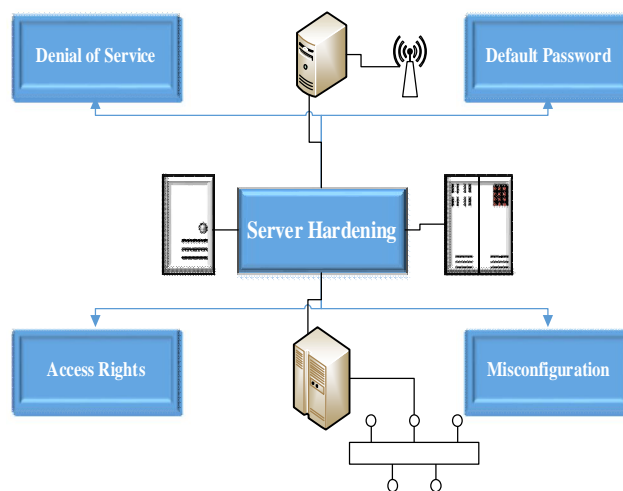 Denial of Service
Default Password
Server Hardening
Access Rights
Misconfiguration